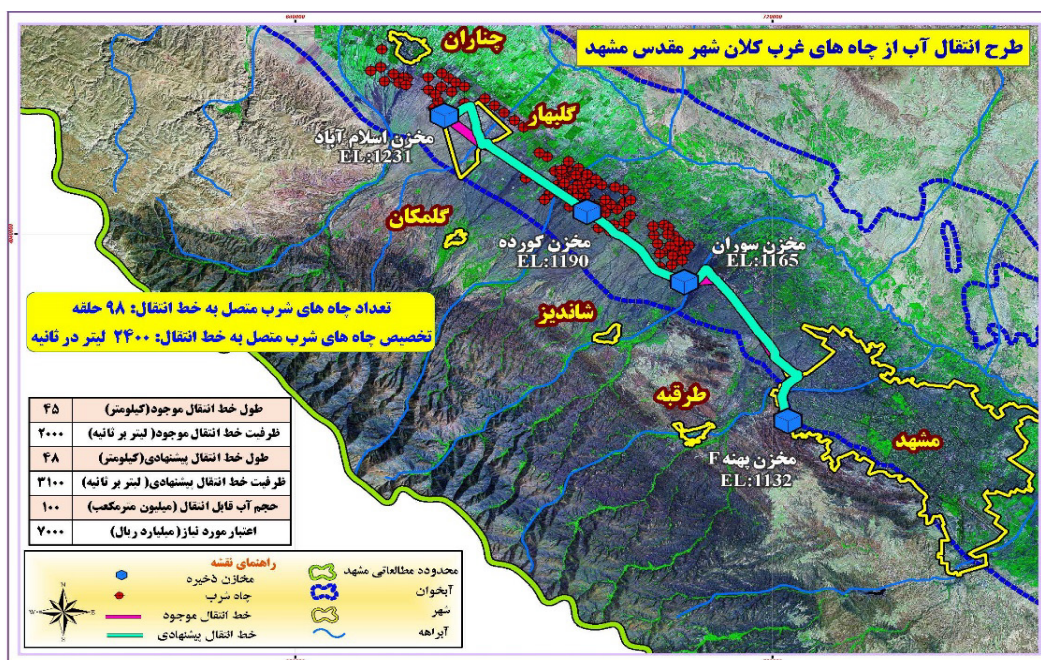 طرح انتقال آب از چاه های غرب کلان شهر مقدس مشهد
چناران
گلبهار
مخزن اسلام آباد
EL:1231
گلمکان
مخزن کورده
EL:1190
مخزن سوران
EL:1165
شاندیز
طرقبه
مشهد
مخزن پهنه F
EL:1132
تعداد چاه های شرب متصل به خط انتقال: ۹۸ حلقه
تخصیص چاه های شرب متصل به خط انتقال: ۲۴۰۰ لیتر در ثانیه
طول خط انتقال موجود(کیلومتر) ۴۵
ظرفیت خط انتقال موجود( لیتر بر ثانیه) ۲۰۰۰
طول خط انتقال پیشنهادی(کیلومتر) ۴۸
ظرفیت خط انتقال پیشنهادی( لیتر بر ثانیه) ۳۱۰۰
حجم آب قابل انتقال (میلیون مترمکعب) ۱۰۰
اعتبار مورد نیاز(میلیارد ریال) ۷۰۰۰
راهنمای نقشه
محدوده مطالعاتی مشهد
آبخوان
شهر
آبراهه
مخازن ذخیره
چاه شرب
خط انتقال موجود
خط انتقال پیشنهادی
N
W
E
S